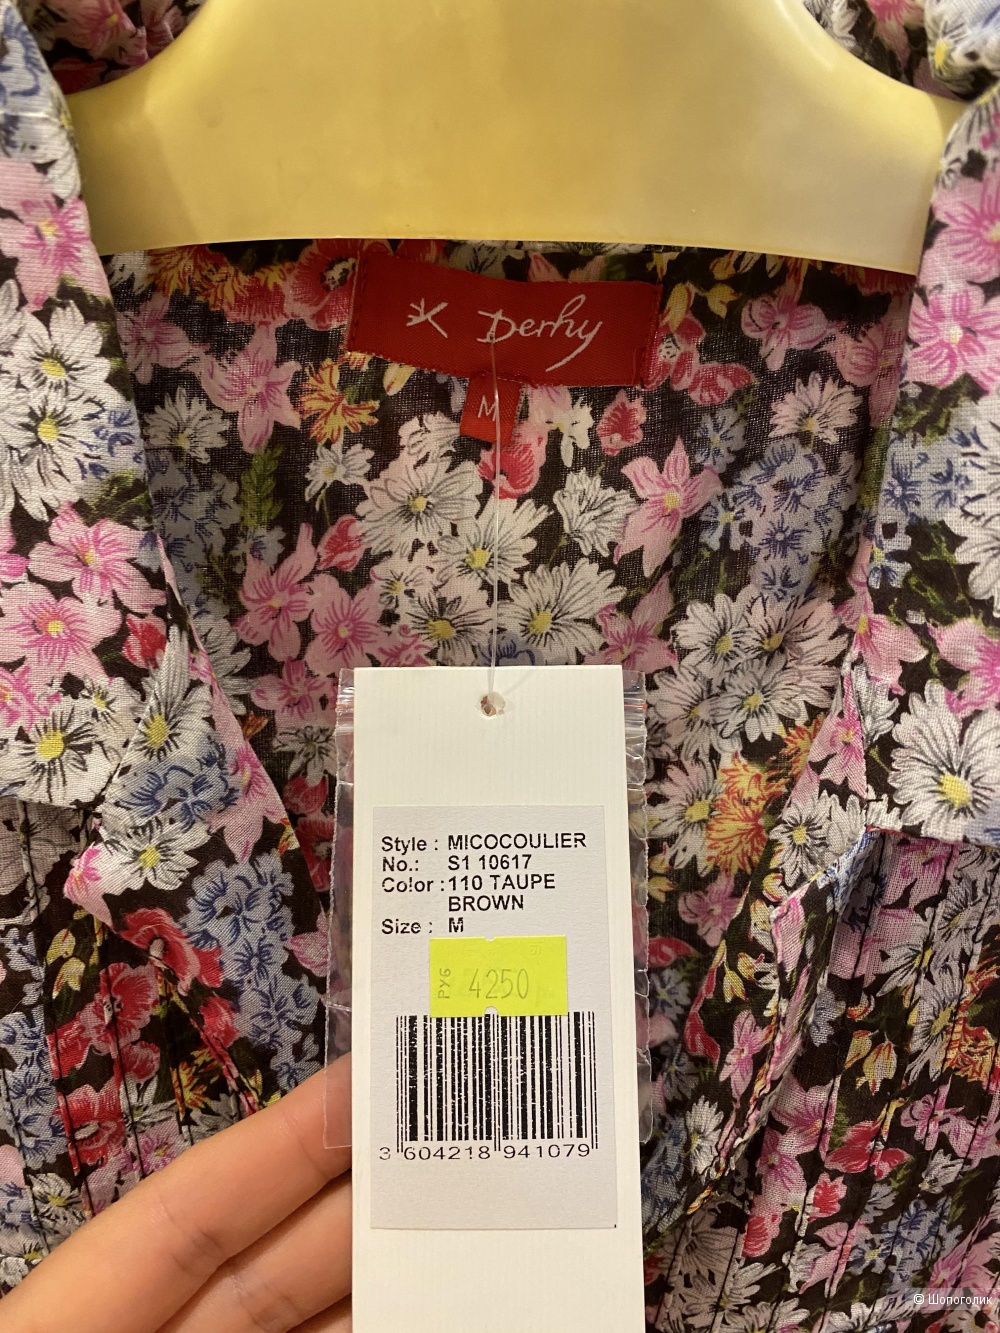 Derhy
M
Style : MICOCOULIER
No.: S1 10617
Color : 110 TAUPE
BROWN
Size : M
РУБ 4250
3 604218 941079
© Шопоголик